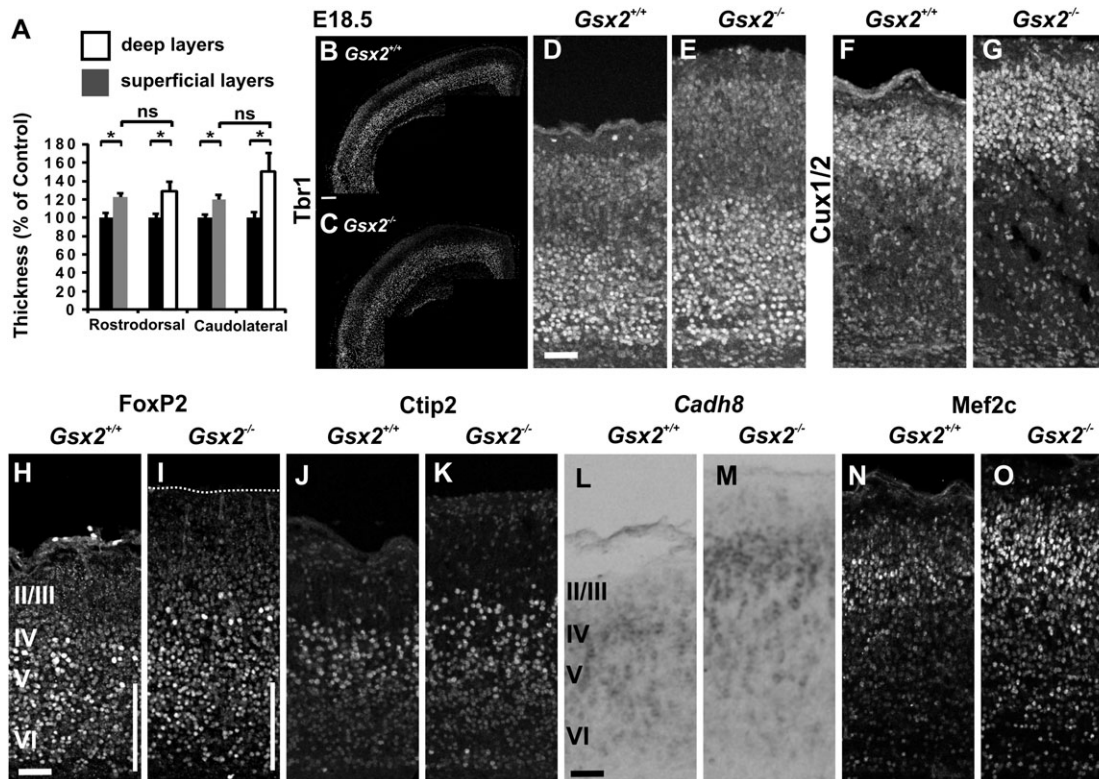 A
deep layers
superficial layers
ns
ns
* * * *
Thickness (% of Control)
180
160
140
120
100
80
60
40
20
0
Rostrodorsal Caudolateral
E18.5
Tbr1
B Gsx2+/+
C Gsx2-/-
Gsx2+/+ Gsx2-/-
D E
Cux1/2
Gsx2+/+ Gsx2-/-
F G
FoxP2
Gsx2+/+ Gsx2-/-
H I
II/III
IV
V
VI
Ctip2
Gsx2+/+ Gsx2-/-
J K
Cadh8
Gsx2+/+ Gsx2-/-
L M
II/III
IV
V
VI
Mef2c
Gsx2+/+ Gsx2-/-
N O